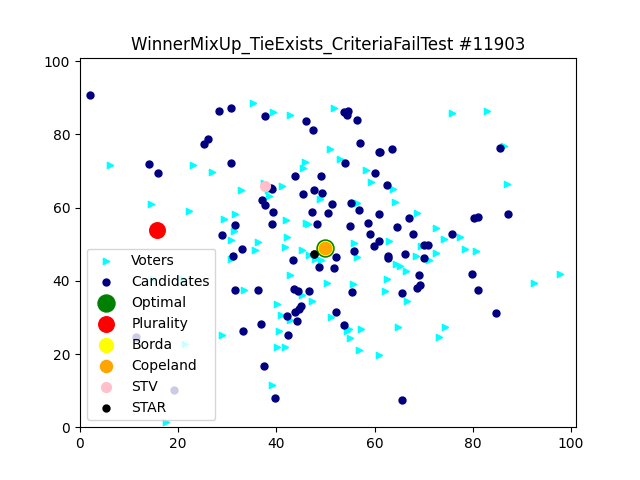 WinnerMixUp_TieExists_CriteriaFailTest #11903
100
80
60
40
20
0
Voters
Candidates
Optimal
Plurality
Borda
Copeland
STV
STAR
0 20 40 60 80 100